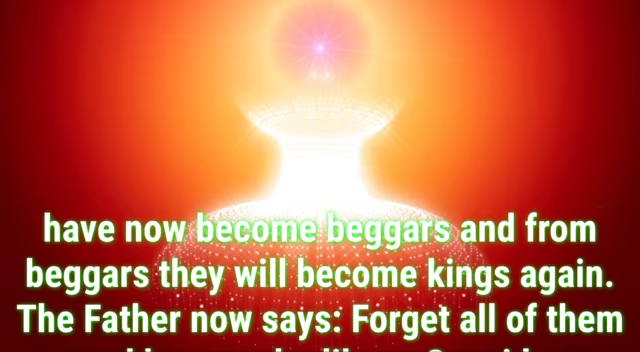 have now become beggars and from
beggars they will become kings again.
The Father now says: Forget all of them